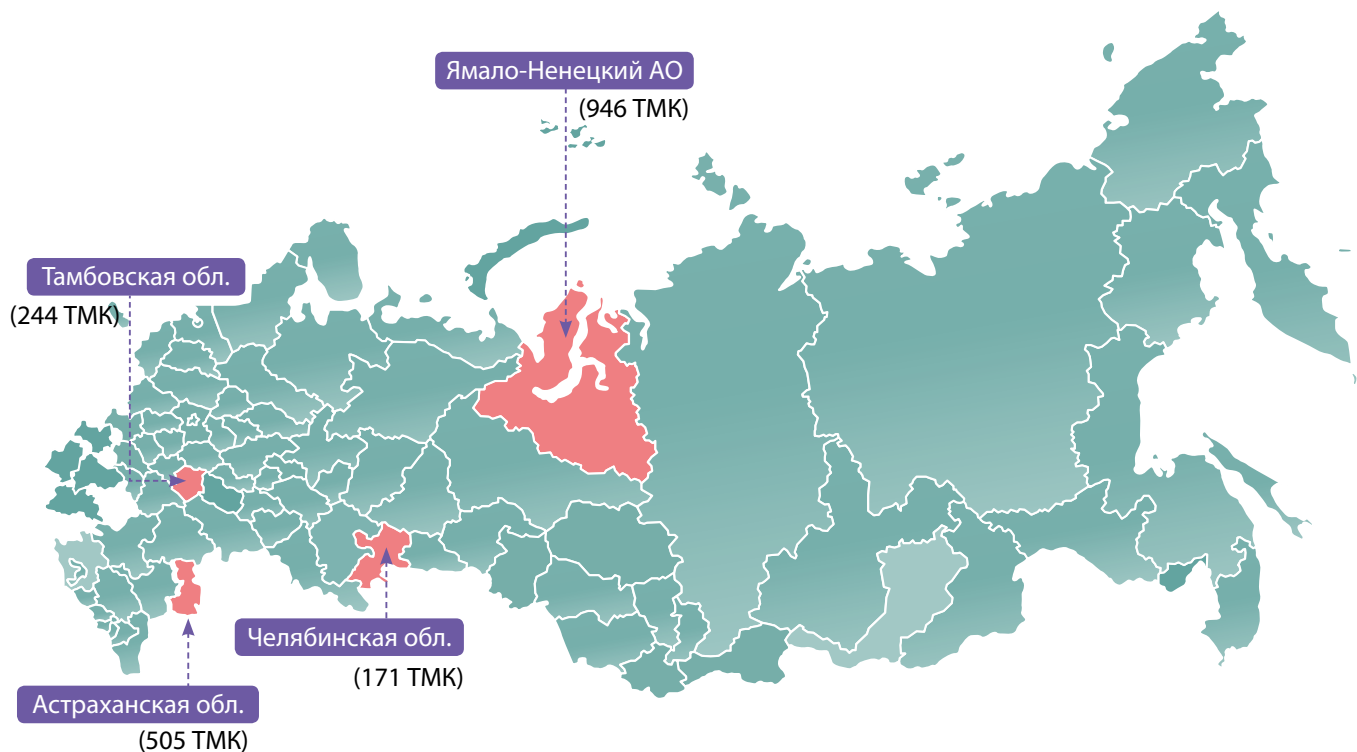 Ямало-Ненецкий АО
(946 ТМК)
Тамбовская обл.
(244 ТМК)
Челябинская обл.
(171 ТМК)
Астраханская обл.
(505 ТМК)